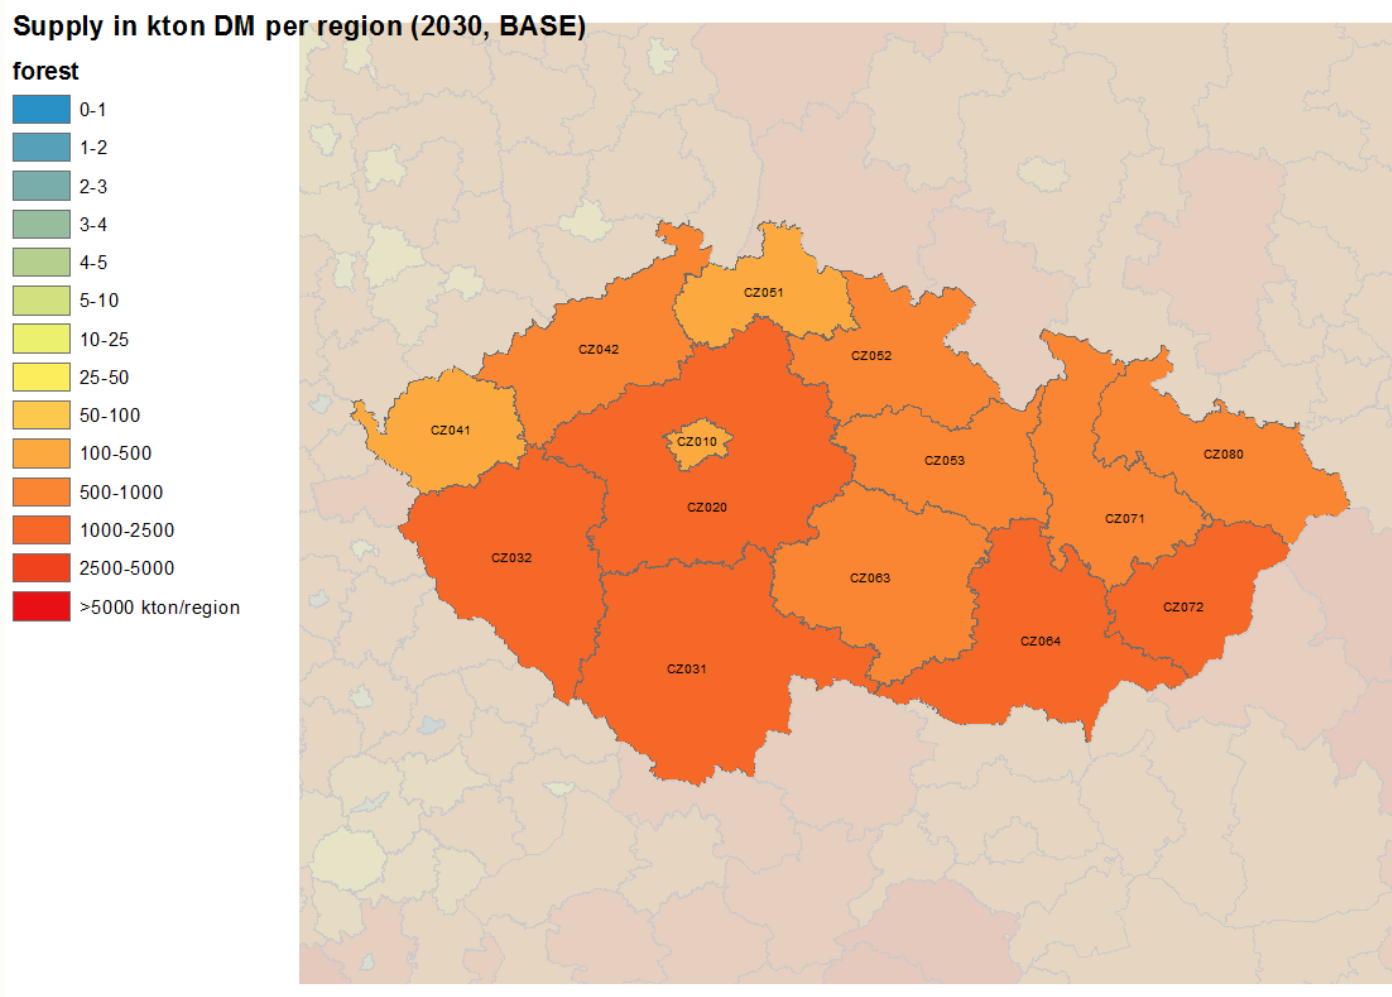 Supply in kton DM per region (2030, BASE)
forest
0-1
1-2
2-3
3-4
4-5
5-10
10-25
25-50
50-100
100-500
500-1000
1000-2500
2500-5000
>5000 kton/region
CZ051
CZ042
CZ052
CZ041
CZ010
CZ053
CZ080
CZ020
CZ071
CZ032
CZ063
CZ072
CZ064
CZ031